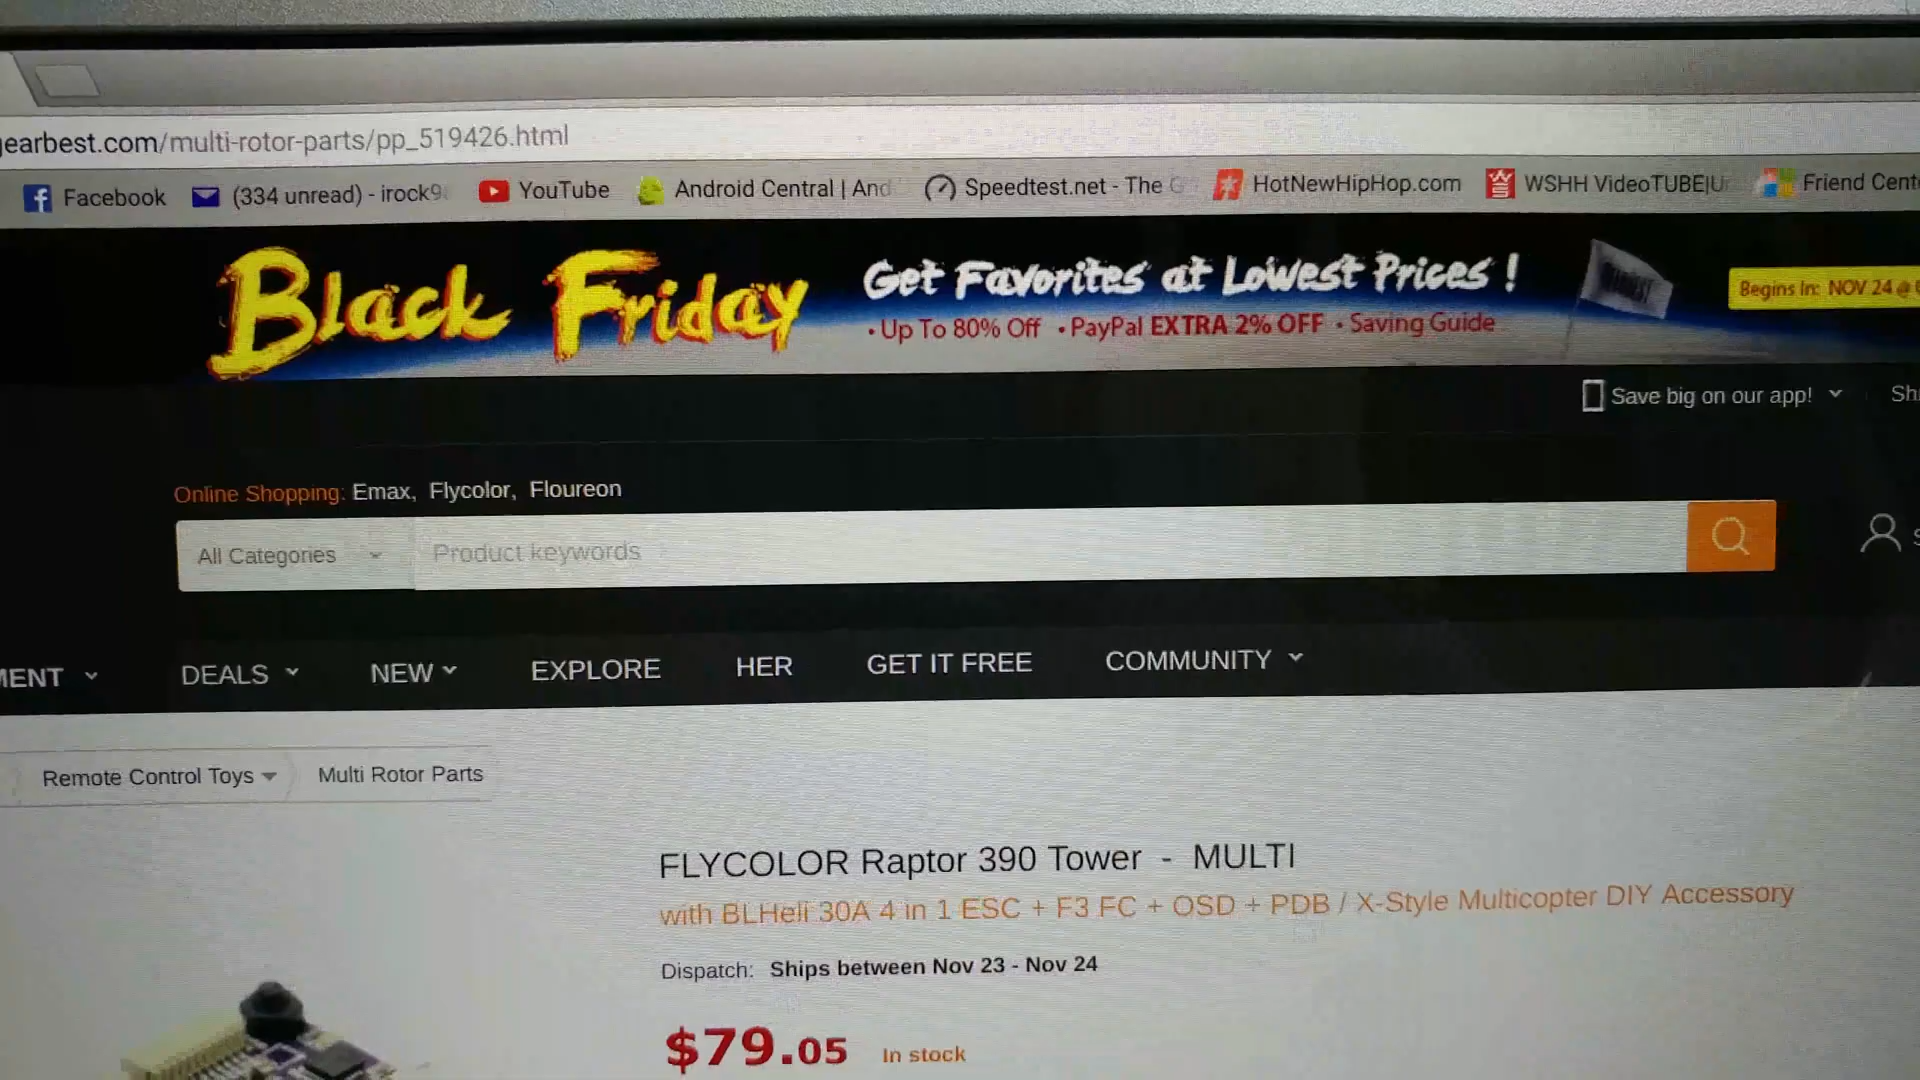 gearbest.com/multi-rotor-parts/pp_519426.html
Facebook (334 unread) - irock9 YouTube Android Central | And Speedtest.net - The G HotNewHipHop.com WSHH VideoTUBE|U Friend Cent
Black Friday Get Favorites at Lowest Prices !
• Up To 80% Off • PayPal EXTRA 2% OFF • Saving Guide
Begins In: NOV 24 @
Save big on our app! Shi
Online Shopping: Emax, Flycolor, Floureon
All Categories Product keywords
MENT DEALS NEW EXPLORE HER GET IT FREE COMMUNITY
Remote Control Toys Multi Rotor Parts
FLYCOLOR Raptor 390 Tower - MULTI
with BLHeli 30A 4 in 1 ESC + F3 FC + OSD + PDB / X-Style Multicopter DIY Accessory
Dispatch: Ships between Nov 23 - Nov 24
$79.05 In stock